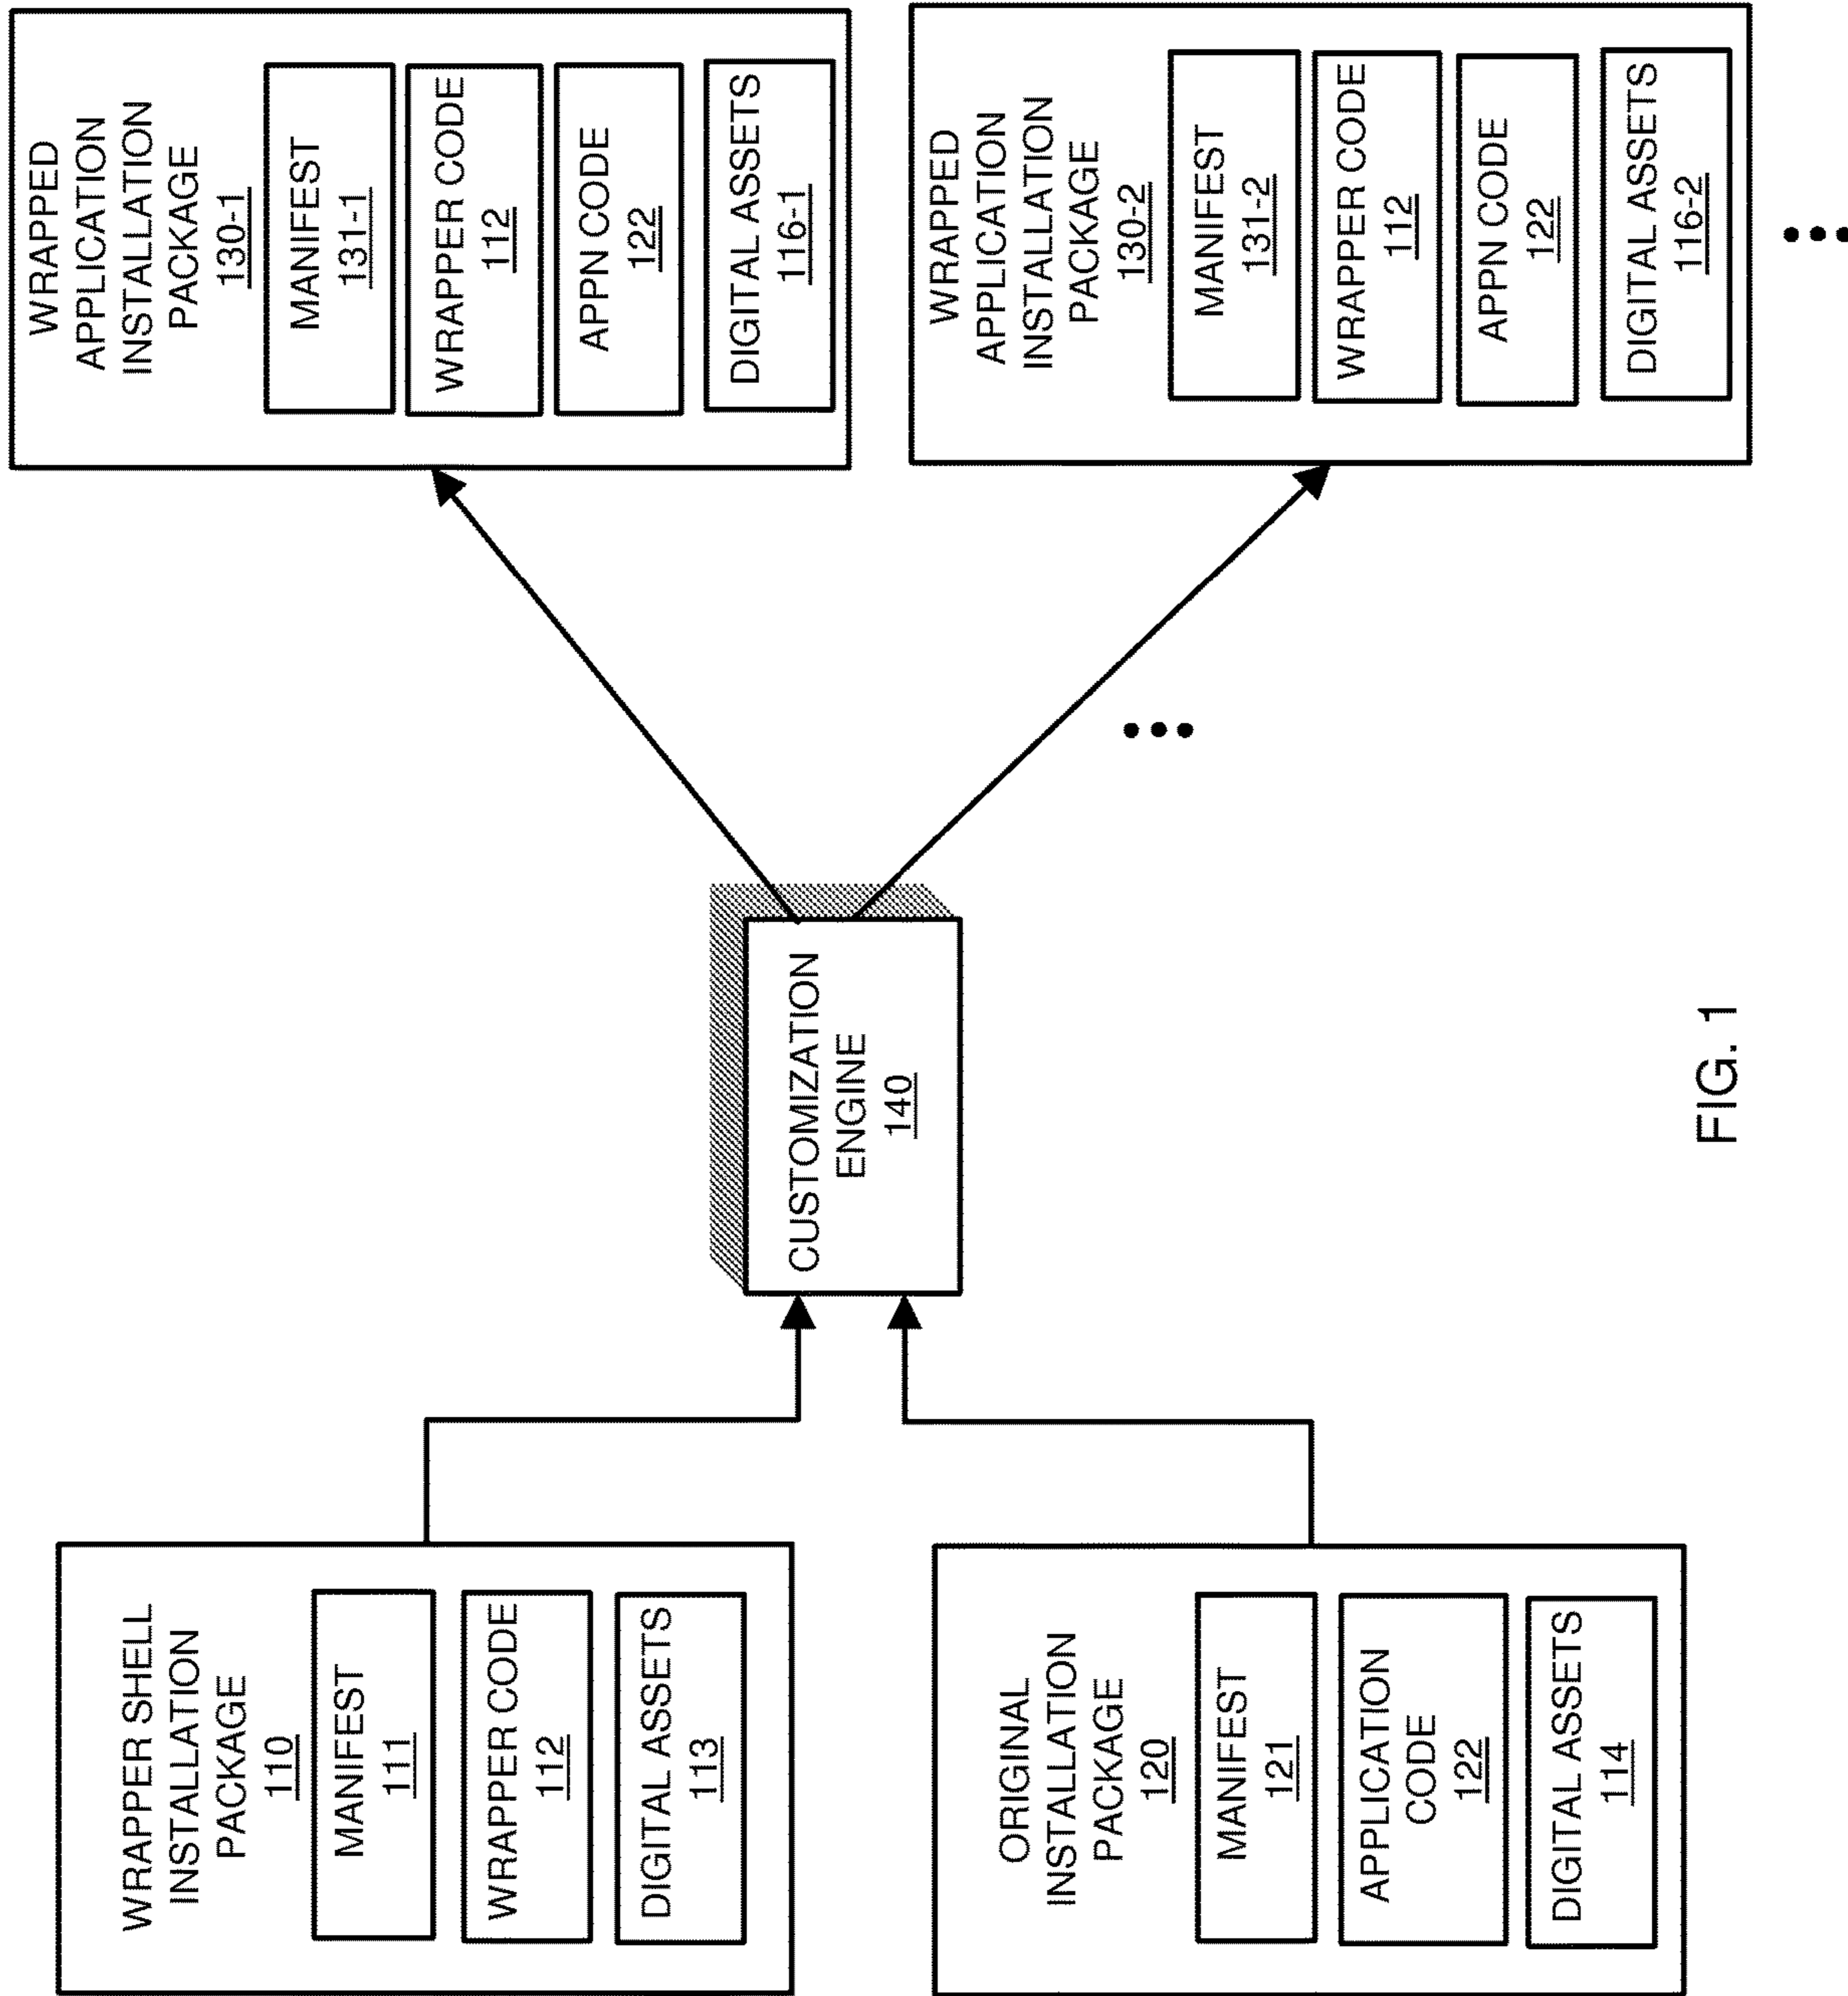 WRAPPER SHELL
INSTALLATION
PACKAGE
110
MANIFEST
111
WRAPPER CODE
112
DIGITAL ASSETS
113
ORIGINAL
INSTALLATION
PACKAGE
120
MANIFEST
121
APPLICATION
CODE
122
DIGITAL ASSETS
114
CUSTOMIZATION
ENGINE
140
WRAPPED
APPLICATION
INSTALLATION
PACKAGE
130-1
MANIFEST
131-1
WRAPPER CODE
112
APPN CODE
122
DIGITAL ASSETS
116-1
WRAPPED
APPLICATION
INSTALLATION
PACKAGE
130-2
MANIFEST
131-2
WRAPPER CODE
112
APPN CODE
122
DIGITAL ASSETS
116-2
FIG. 1